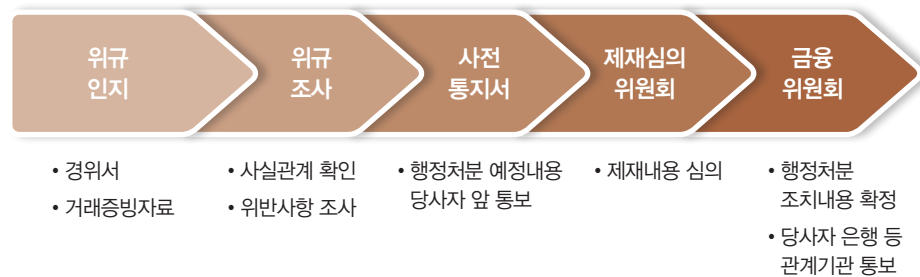 위규
인지
위규
조사
사전
통지서
제재심의
위원회
금융
위원회
• 경위서
• 거래증빙자료
• 사실관계 확인
• 위반사항 조사
• 행정처분 예정내용
당사자 앞 통보
• 제재내용 심의
• 행정처분
조치내용 확정
• 당사자 은행 등
관계기관 통보